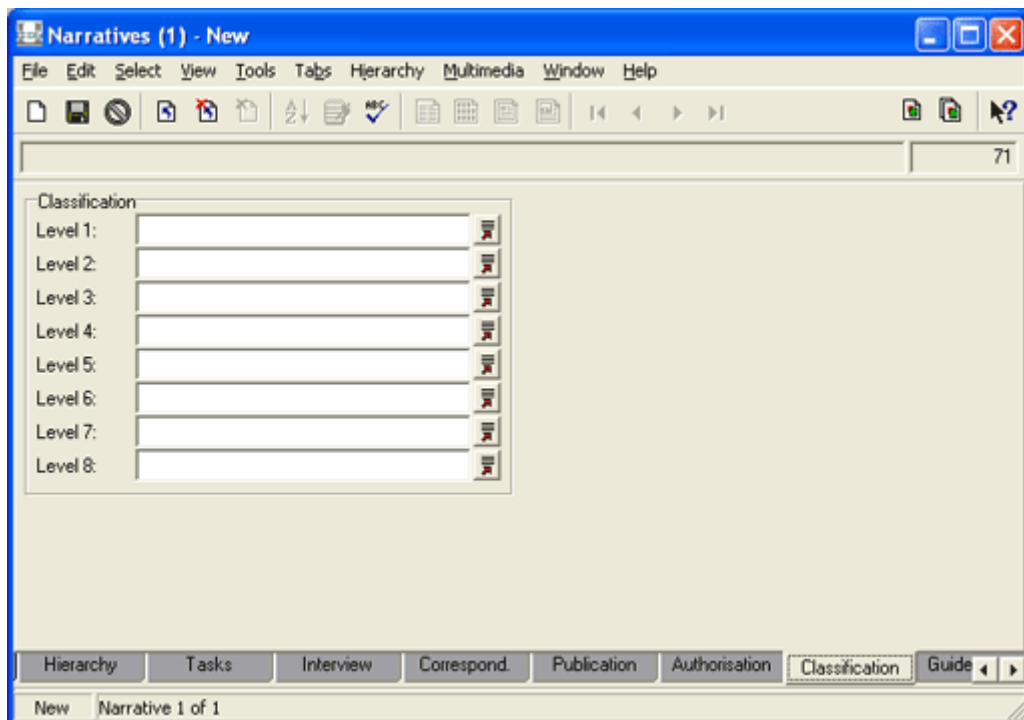 Narratives (1) - New
File Edit Select View Tools Tabs Hierarchy Multimedia Window Help
71
Classification
Level 1:
Level 2:
Level 3:
Level 4:
Level 5:
Level 6:
Level 7:
Level 8:
Hierarchy Tasks Interview Correspond. Publication Authorisation Classification Guide
New Narrative 1 of 1